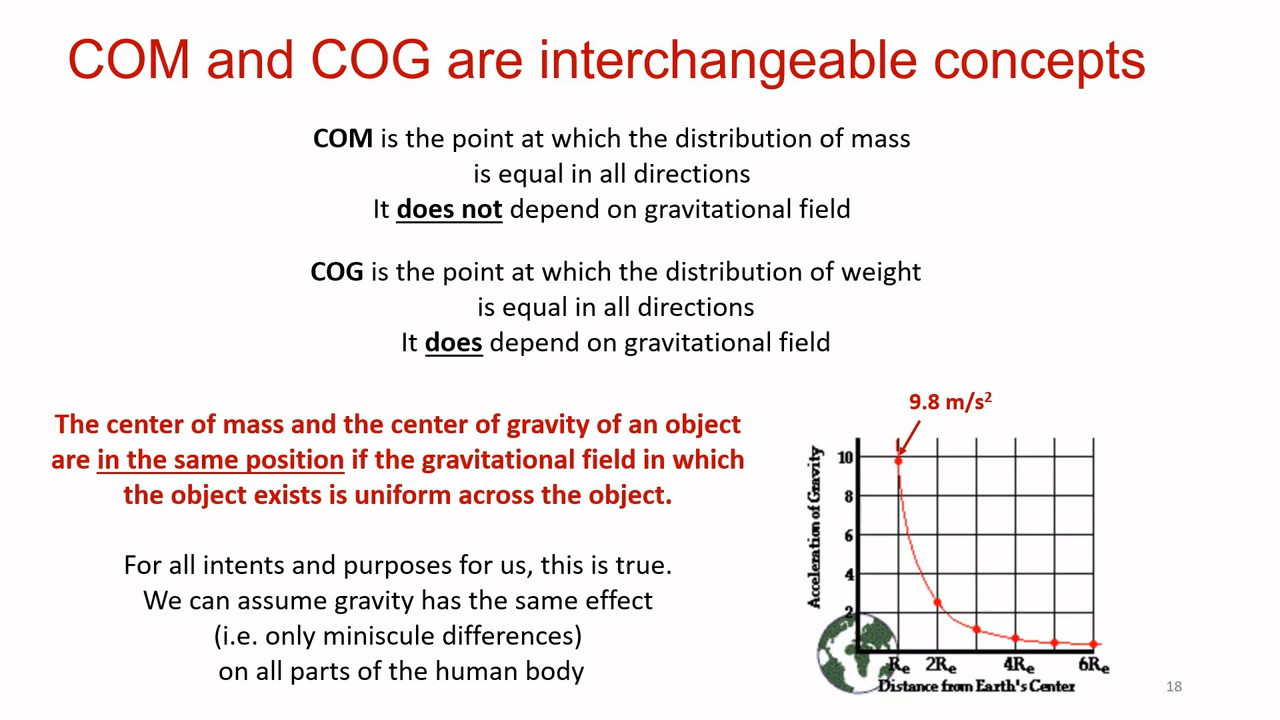 COM and COG are interchangeable concepts
COM is the point at which the distribution of mass
is equal in all directions
It does not depend on gravitational field
COG is the point at which the distribution of weight
is equal in all directions
It does depend on gravitational field
The center of mass and the center of gravity of an object
are in the same position if the gravitational field in which
the object exists is uniform across the object.
For all intents and purposes for us, this is true.
We can assume gravity has the same effect
(i.e. only miniscule differences)
on all parts of the human body
9.8 m/s²
Acceleration of Gravity
10
8
6
4
2
Re 2Re 4Re 6Re
Distance from Earth's Center
18